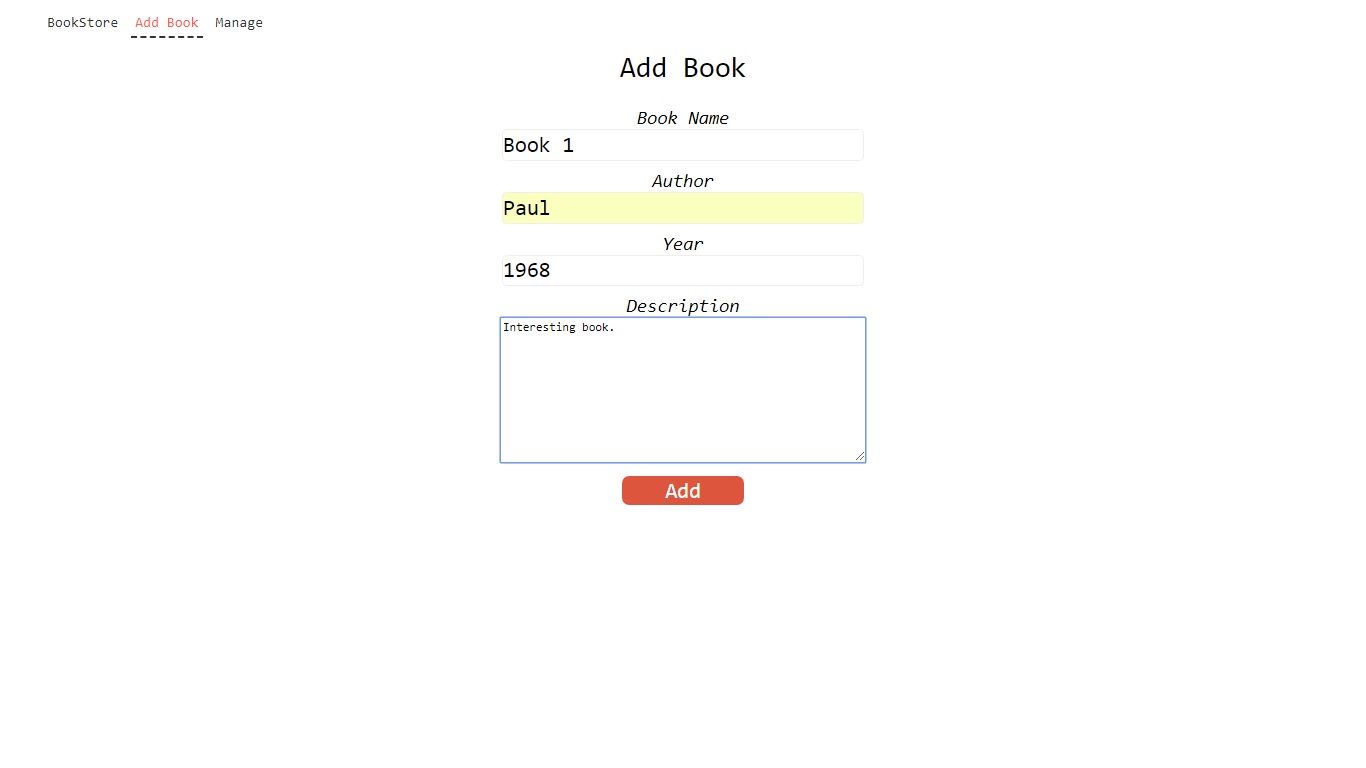 BookStore Add Book Manage
Add Book
Book Name
Book 1
Author
Paul
Year
1968
Description
Interesting book.
Add